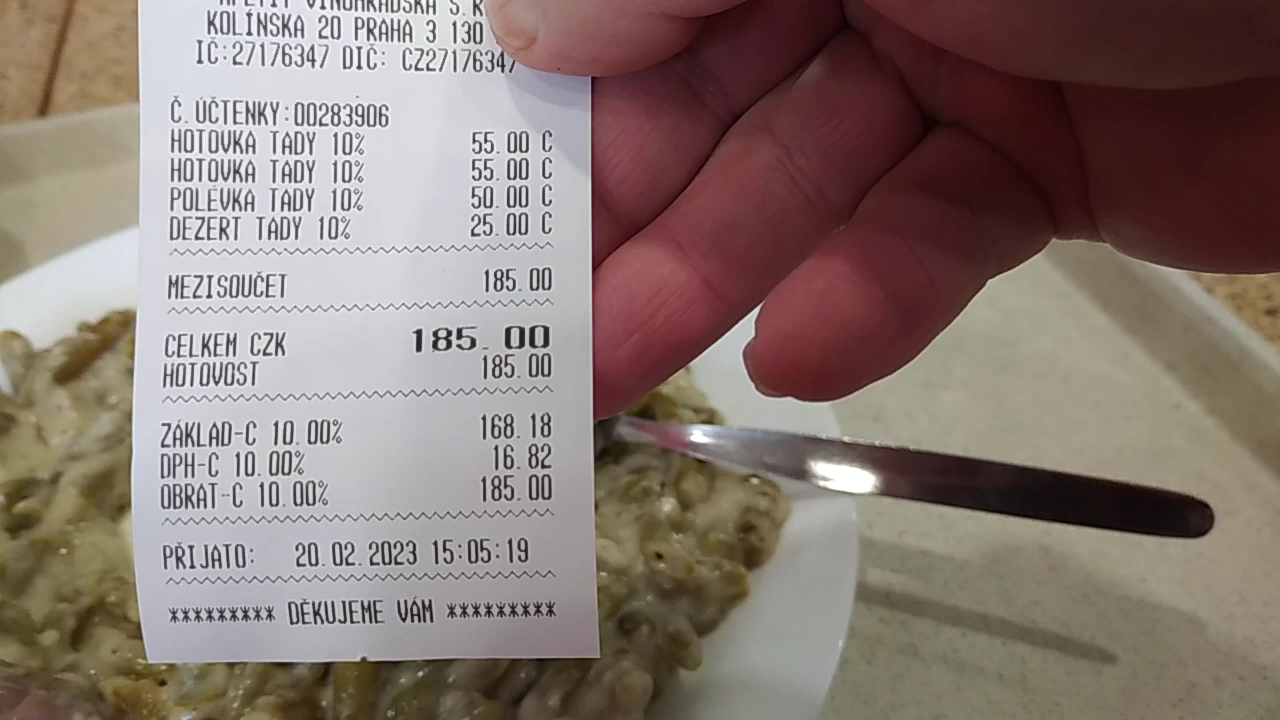 VINOHRADSKÁ S.R
KOLÍNSKA 20 PRAHA 3 130
IČ:27176347 DIČ: CZ27176347
Č. ÚČTENKY:00283906
HOTOVKA TADY 10% 55.00 C
HOTOVKA TADY 10% 55.00 C
POLÉVKA TADY 10% 50.00 C
DEZERT TADY 10% 25.00 C
MEZISOUČET 185.00
CELKEM CZK 185.00
HOTOVOST 185.00
ZÁKLAD-C 10.00% 168.18
DPH-C 10.00% 16.82
OBRAT-C 10.00% 185.00
PŘIJATO: 20.02.2023 15:05:19
********* DĚKUJEME VÁM *********